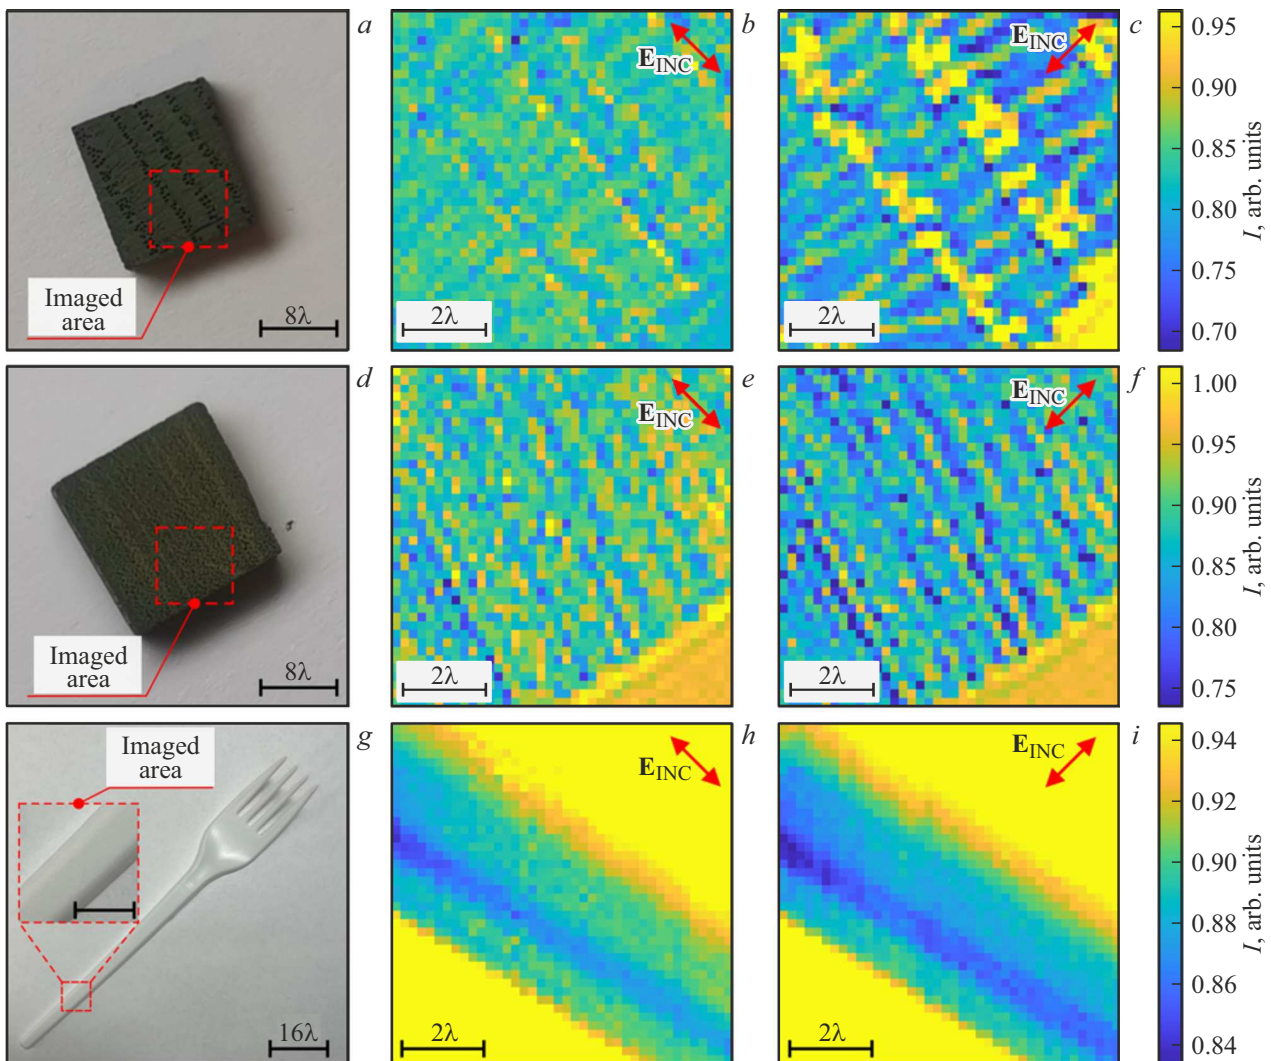 a
Imaged
area
8λ
b
E_INC
2λ
c
E_INC
2λ
0.95
0.90
0.85
0.80
0.75
0.70
I, arb. units
d
Imaged
area
8λ
e
E_INC
2λ
f
E_INC
2λ
1.00
0.95
0.90
0.85
0.80
0.75
I, arb. units
g
Imaged
area
16λ
h
E_INC
2λ
i
E_INC
2λ
0.94
0.92
0.90
0.88
0.86
0.84
I, arb. units